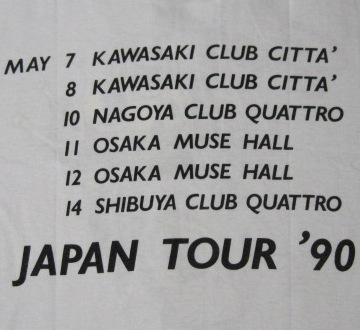 MAY 7 KAWASAKI CLUB CITTA'
8 KAWASAKI CLUB CITTA'
10 NAGOYA CLUB QUATTRO
11 OSAKA MUSE HALL
12 OSAKA MUSE HALL
14 SHIBUYA CLUB QUATTRO
JAPAN TOUR '90